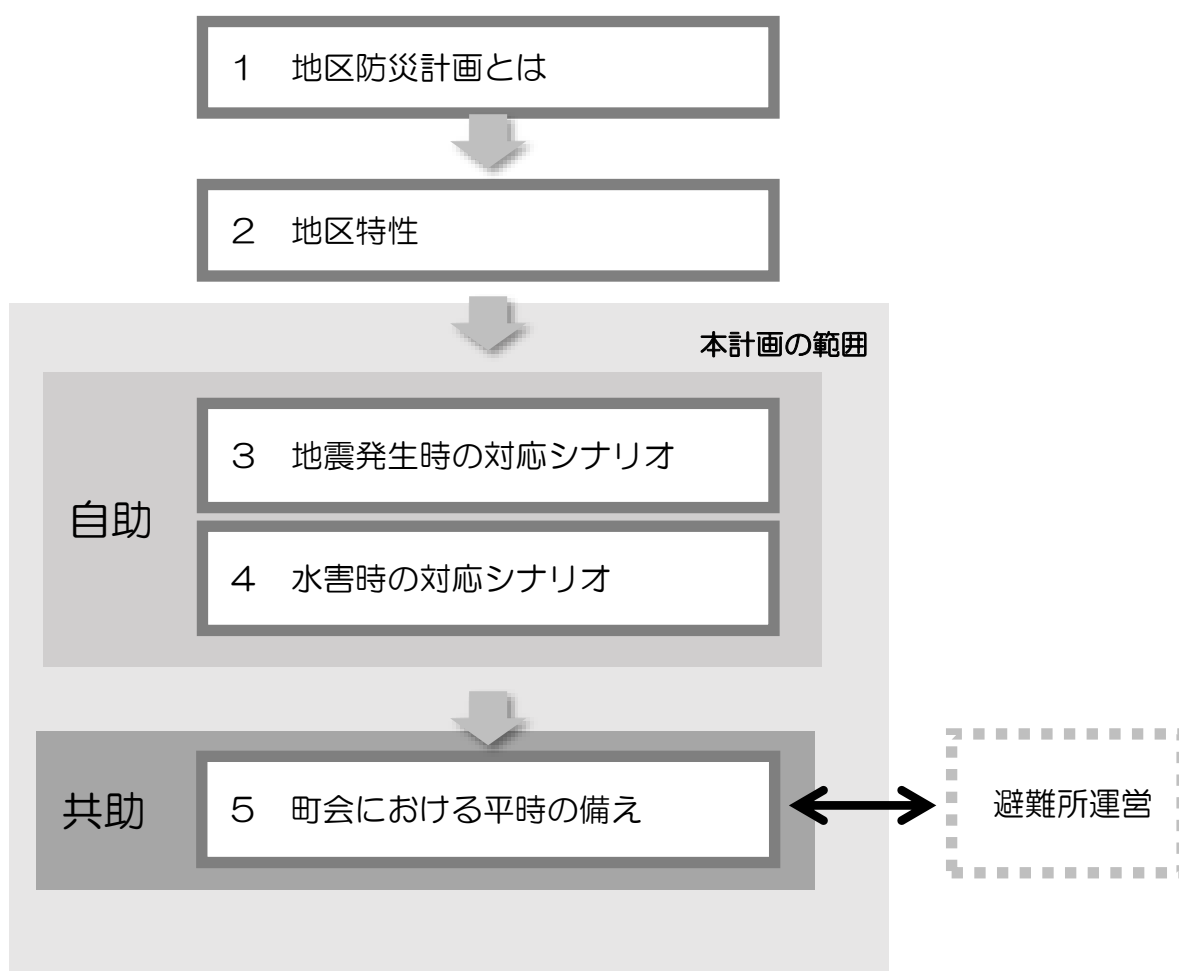 １　地区防災計画とは
２　地区特性
本計画の範囲
自助
３　地震発生時の対応シナリオ
４　水害時の対応シナリオ
共助
５　町会における平時の備え
避難所運営